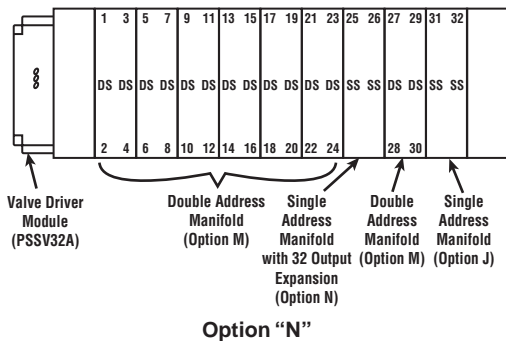 1 3 5 7 9 11 13 15 17 19 21 23 25 26 27 29 31 32
DS DS DS DS DS DS DS DS DS DS DS DS SS SS DS DS SS SS
2 4 6 8 10 12 14 16 18 20 22 24 28 30
Valve Driver
Module
(PSSV32A)
Double Address
Manifold
(Option M)
Single
Address
Manifold
with 32 Output
Expansion
(Option N)
Double
Address
Manifold
(Option M)
Single
Address
Manifold
(Option J)
Option “N”